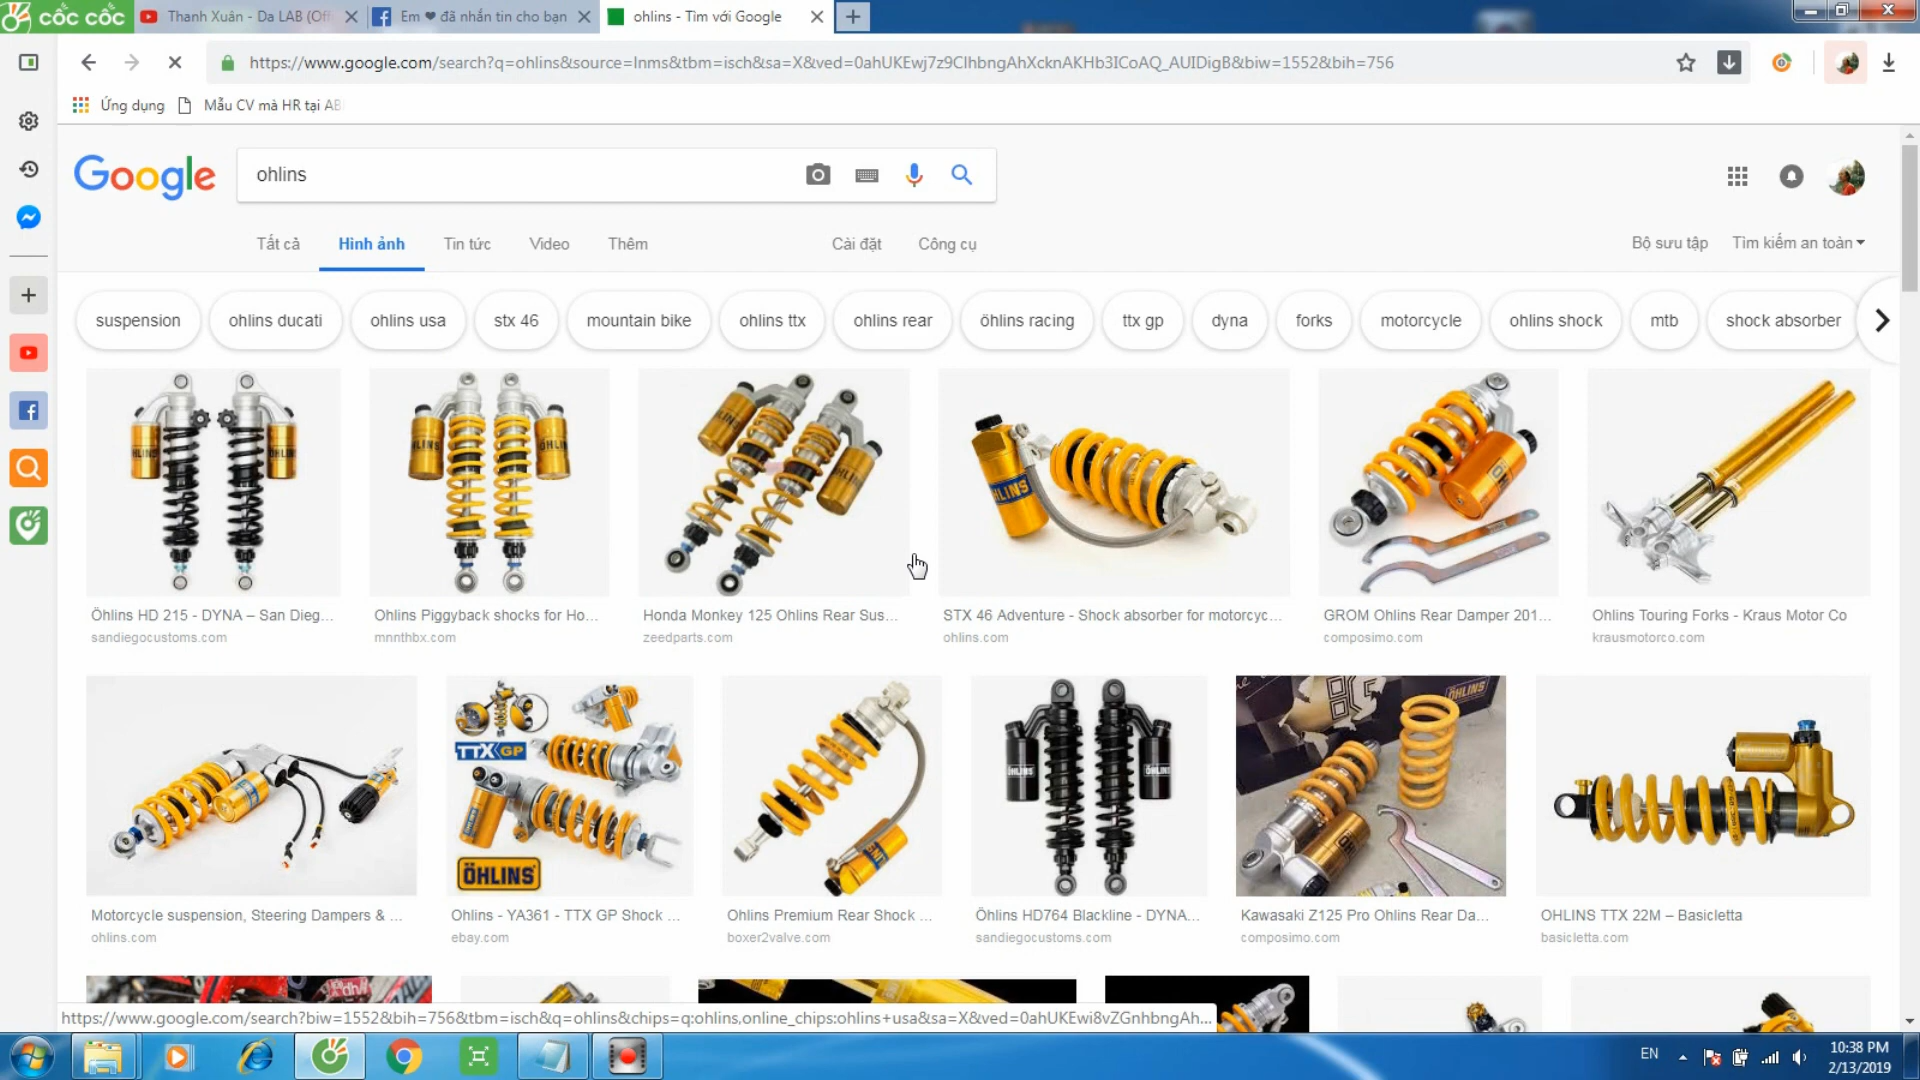 cốc cốc
Thanh Xuân - Da LAB (Offi
Em ❤ đã nhắn tin cho bạn
ohlins - Tìm với Google
https://www.google.com/search?q=ohlins&source=lnms&tbm=isch&sa=X&ved=0ahUKEwj7z9ClhbngAhXcknAKHb3ICoAQ_AUIDigB&biw=1552&bih=756
Ứng dụng
Mẫu CV mà HR tại AB
Google
ohlins
Tất cả
Hình ảnh
Tin tức
Video
Thêm
Cài đặt
Công cụ
Bộ sưu tập
Tìm kiếm an toàn
suspension
ohlins ducati
ohlins usa
stx 46
mountain bike
ohlins ttx
ohlins rear
öhlins racing
ttx gp
dyna
forks
motorcycle
ohlins shock
mtb
shock absorber
Öhlins HD 215 - DYNA – San Dieg...
sandiegocustoms.com
Ohlins Piggyback shocks for Ho...
mnnthbx.com
Honda Monkey 125 Ohlins Rear Sus...
zeedparts.com
STX 46 Adventure - Shock absorber for motorcyc...
ohlins.com
GROM Ohlins Rear Damper 201...
composimo.com
Ohlins Touring Forks - Kraus Motor Co
krausmotorco.com
TTX GP
ÖHLINS
ÖHLINS
ÖHLINS
ÖHLINS
Motorcycle suspension, Steering Dampers & ...
ohlins.com
Ohlins - YA361 - TTX GP Shock ...
ebay.com
Ohlins Premium Rear Shock ...
boxer2valve.com
Öhlins HD764 Blackline - DYNA...
sandiegocustoms.com
Kawasaki Z125 Pro Ohlins Rear Da...
composimo.com
OHLINS TTX 22M – Basicletta
basicletta.com
https://www.google.com/search?biw=1552&bih=756&tbm=isch&q=ohlins&chips=q:ohlins,online_chips:ohlins+usa&sa=X&ved=0ahUKEwi8vZGnhbngAh...
EN
10:38 PM
2/13/2019